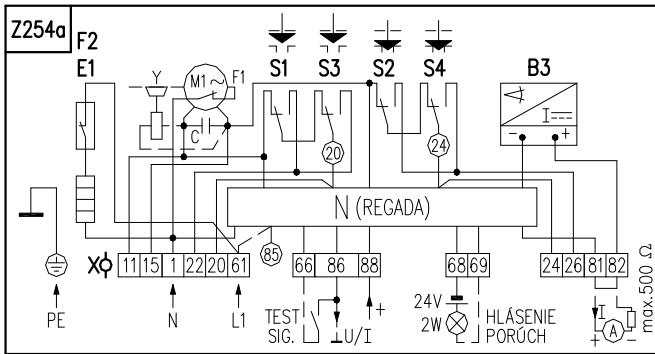 Z254a
F2
E1
Y
M1~
F1
C
S1
S3
S2
S4
B3
I
20
24
- +
N (REGADA)
85
X
11 15 1 22 20 61
66 86 88
68 69
24 26 81 82
PE
N
L1
TEST
SIG.
U/I
+
24V
2W
HLÁSENIE
PORÚCH
I
+ A -
max.500 Ω